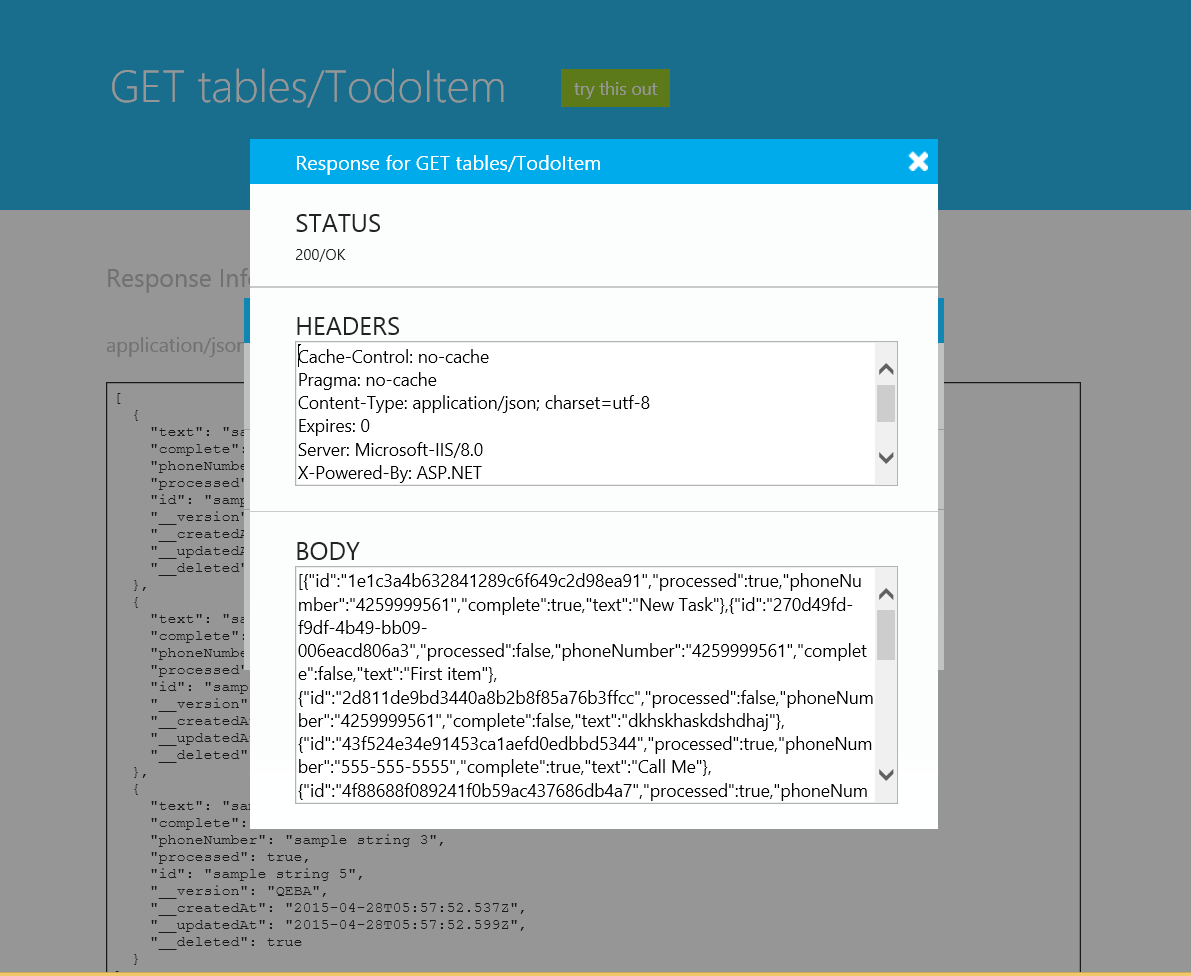 GET tables/TodoItem
try this out
Response for GET tables/TodoItem
STATUS
200/OK
HEADERS
Cache-Control: no-cache
Pragma: no-cache
Content-Type: application/json; charset=utf-8
Expires: 0
Server: Microsoft-IIS/8.0
X-Powered-By: ASP.NET
BODY
[{"id":"1e1c3a4b632841289c6f649c2d98ea91","processed":true,"phoneNu
mber":"4259999561","complete":true,"text":"New Task"},{"id":"270d49fd-
f9df-4b49-bb09-
006eacd806a3","processed":false,"phoneNumber":"4259999561","complet
e":false,"text":"First item"},
{"id":"2d811de9bd3440a8b2b8f85a76b3ffcc","processed":false,"phoneNum
ber":"4259999561","complete":false,"text":"dkhskhaskdshdhaj"},
{"id":"43f524e34e91453ca1aefd0edbbd5344","processed":true,"phoneNum
ber":"555-555-5555","complete":true,"text":"Call Me"},
{"id":"4f88688f089241f0b59ac437686db4a7","processed":true,"phoneNum
Response Inf
application/json
[
{
"text": "sa
"complete":
"phoneNumbe
"processed"
"id": "samp
"__version"
"__createdA
"__updatedA
"__deleted"
},
{
"text": "sa
"complete":
"phoneNumbe
"processed"
"id": "samp
"__version"
"__createdA
"__updatedA
"__deleted"
},
{
"text": "sa
"complete":
"phoneNumber": "sample string 3",
"processed": true,
"id": "sample string 5",
"__version": "QEBA",
"__createdAt": "2015-04-28T05:57:52.537Z",
"__updatedAt": "2015-04-28T05:57:52.599Z",
"__deleted": true
}